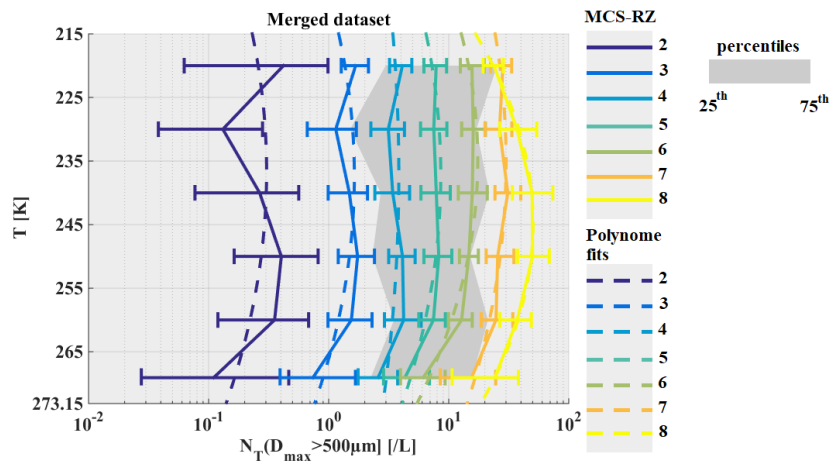 Merged dataset
MCS-RZ
215
225
235
245
255
265
273.15
T [K]
10^-2
10^-1
10^0
10^1
10^2
N_T(D_max>500μm) [/L]
2
3
4
5
6
7
8
Polynome
fits
2
3
4
5
6
7
8
percentiles
25^th
75^th